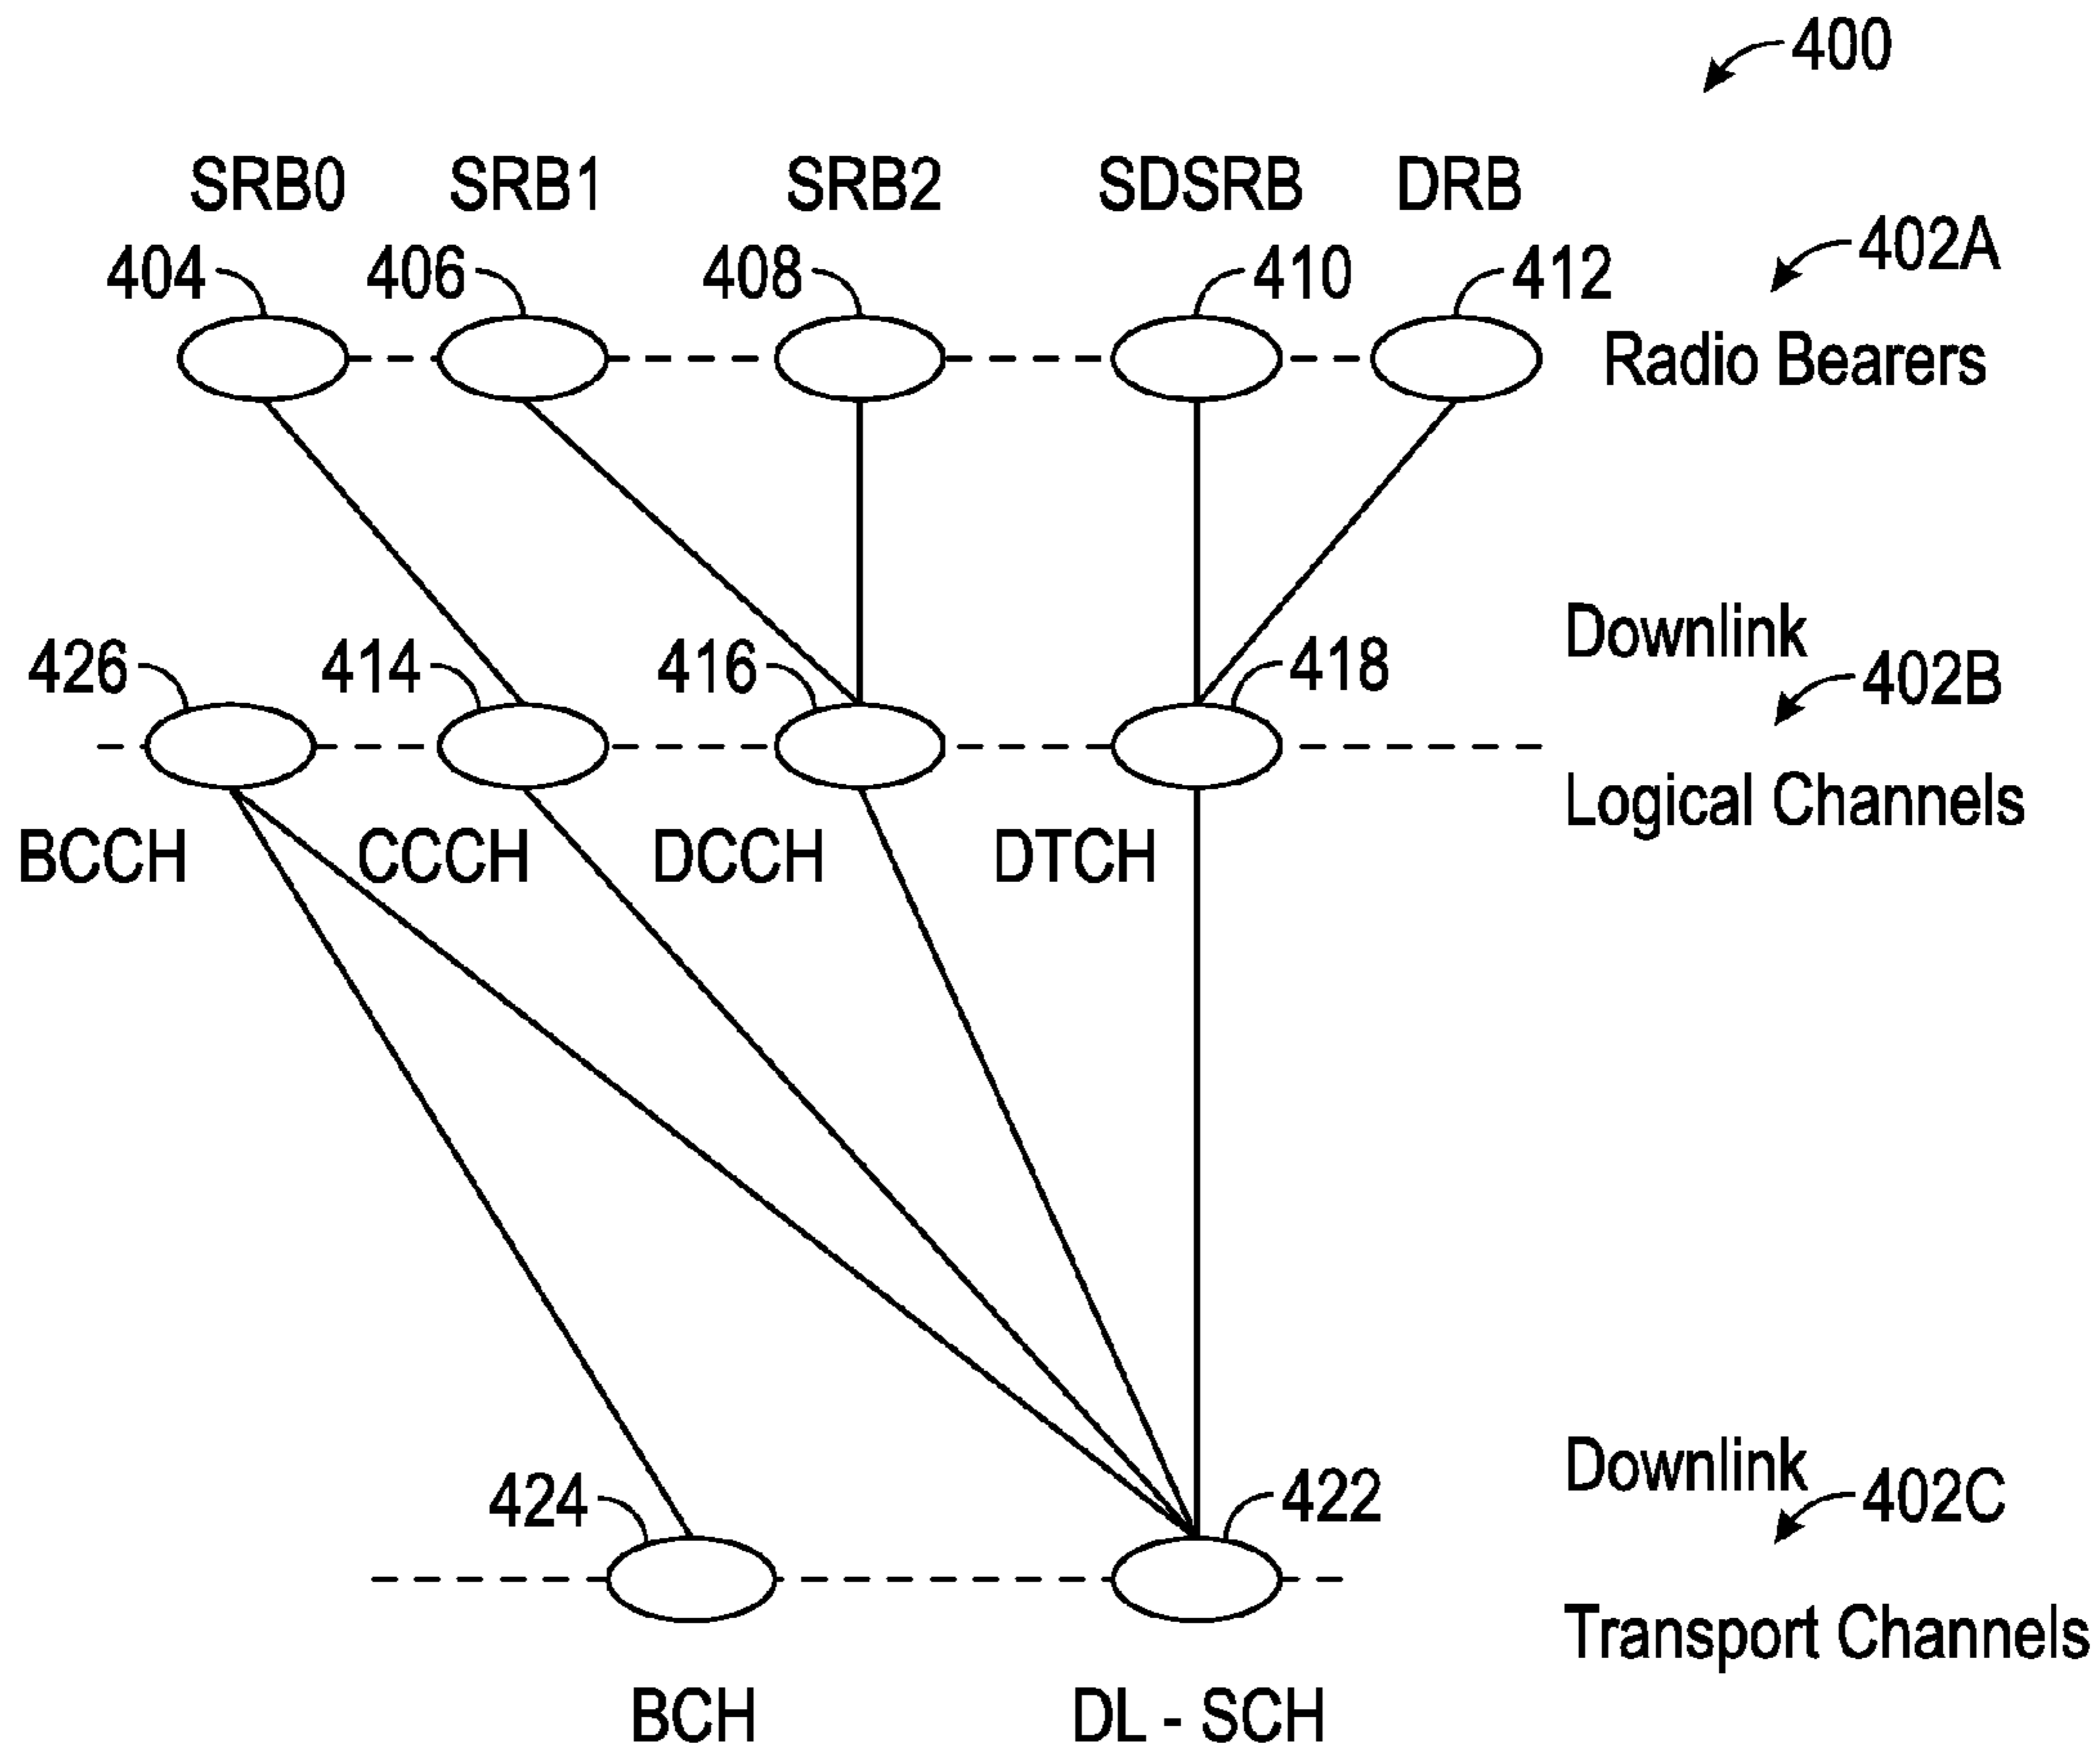 400
SRB0 SRB1 SRB2 SDSRB DRB
404 406 408 410 412 402A
Radio Bearers
Downlink
426 414 416 418 402B
Logical Channels
BCCH CCCH DCCH DTCH
Downlink
424 422 402C
Transport Channels
BCH DL - SCH